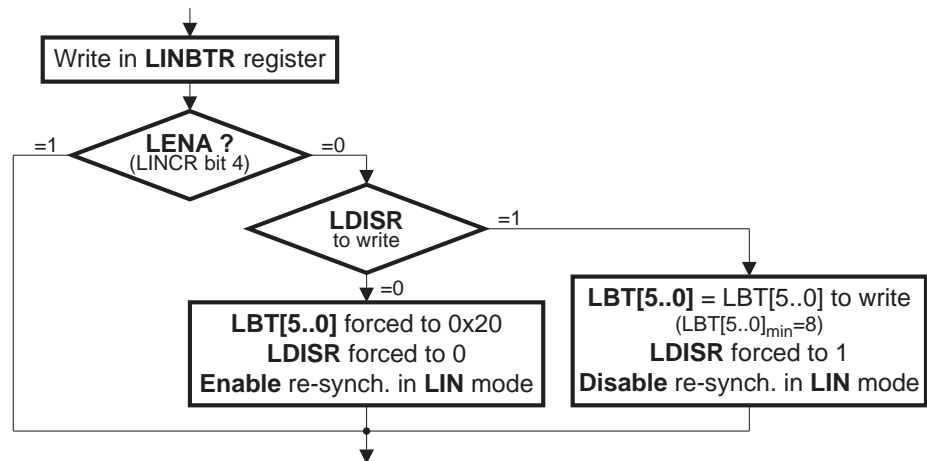 Write in LINBTR register
LENA ?
(LINCR bit 4)
=1
=0
LDISR
to write
=1
=0
LBT[5..0] forced to 0x20
LDISR forced to 0
Enable re-synch. in LIN mode
LBT[5..0] = LBT[5..0] to write
(LBT[5..0]min=8)
LDISR forced to 1
Disable re-synch. in LIN mode